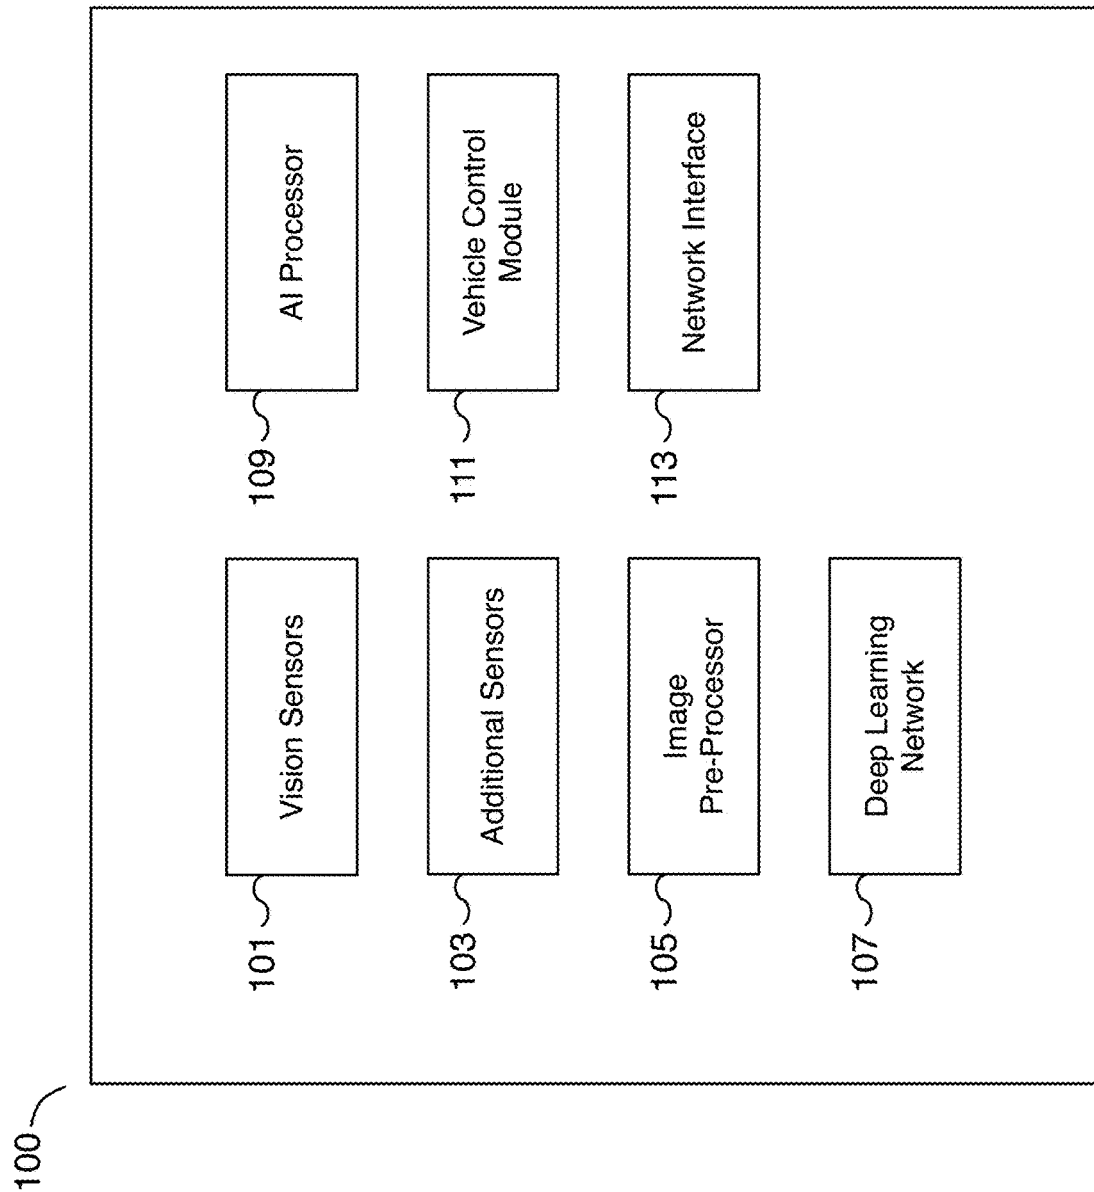 100
101
Vision Sensors
103
Additional Sensors
105
Image
Pre-Processor
107
Deep Learning
Network
109
AI Processor
111
Vehicle Control
Module
113
Network Interface